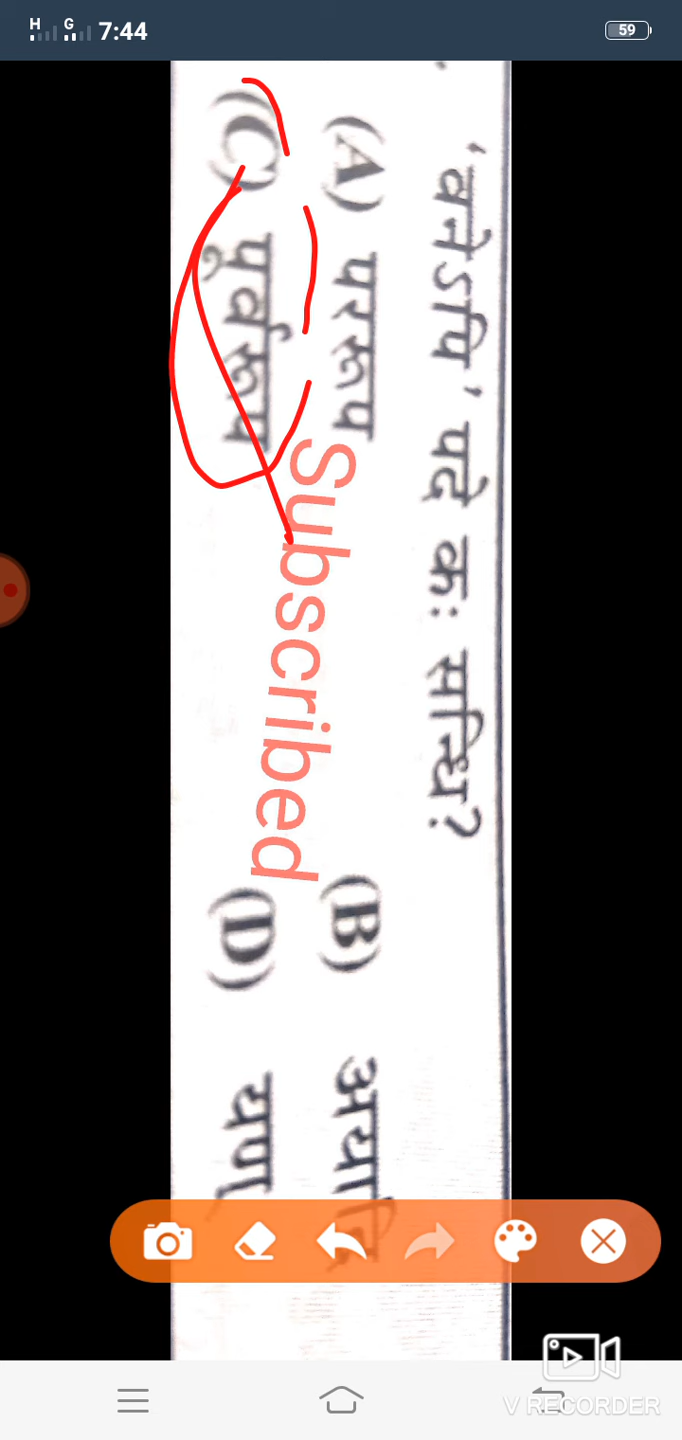 H G 7:44
59
'वनेऽपि' पदे कः सन्धि?
(A) पररूप (B) अयादि
(C) पूर्वरूप (D) यण्
Subscribed
V RECORDER